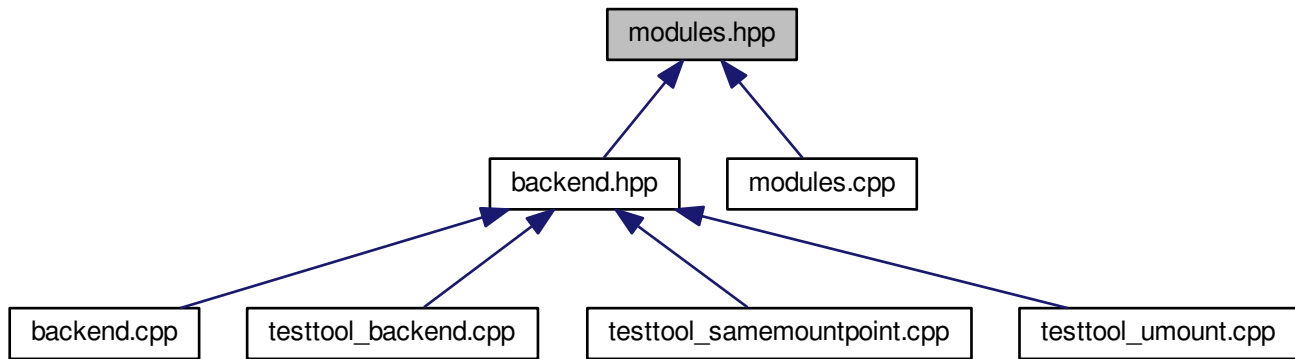 modules.hpp
backend.hpp
modules.cpp
backend.cpp
testtool_backend.cpp
testtool_samemountpoint.cpp
testtool_umount.cpp